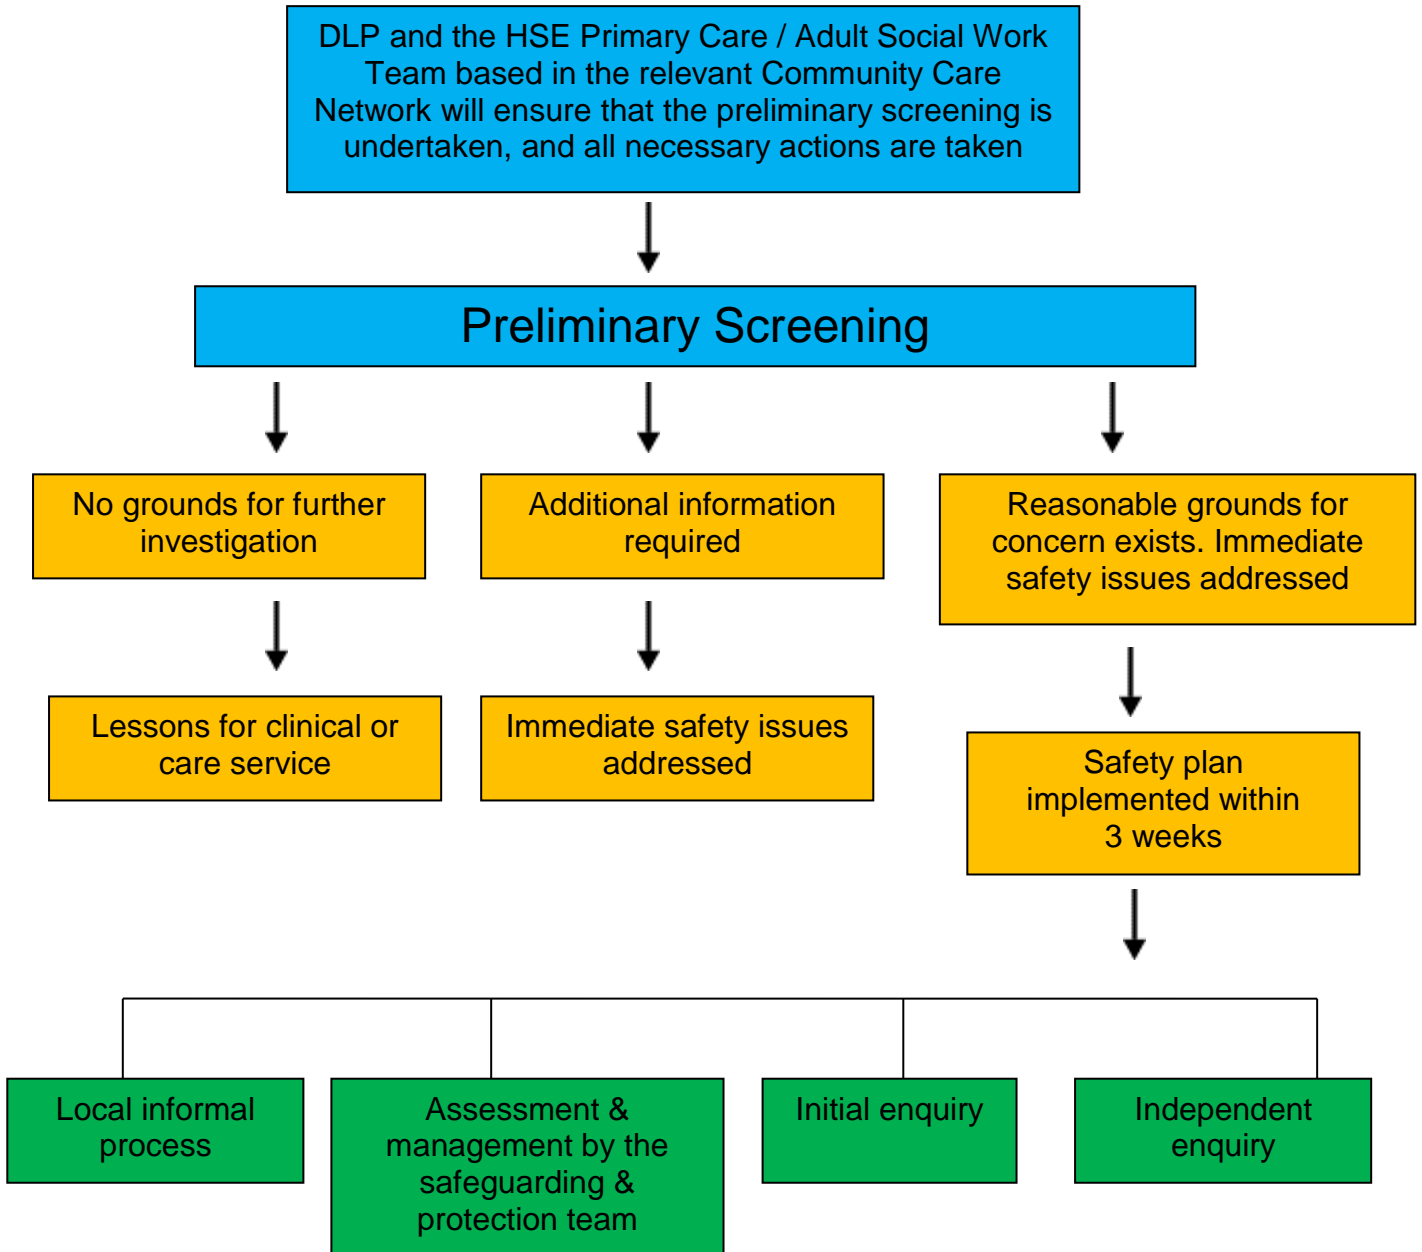 DLP and the HSE Primary Care / Adult Social Work
Team based in the relevant Community Care
Network will ensure that the preliminary screening is
undertaken, and all necessary actions are taken
Preliminary Screening
No grounds for further
investigation
Additional information
required
Reasonable grounds for
concern exists. Immediate
safety issues addressed
Lessons for clinical or
care service
Immediate safety issues
addressed
Safety plan
implemented within
3 weeks
Local informal
process
Assessment &
management by the
safeguarding &
protection team
Initial enquiry
Independent
enquiry